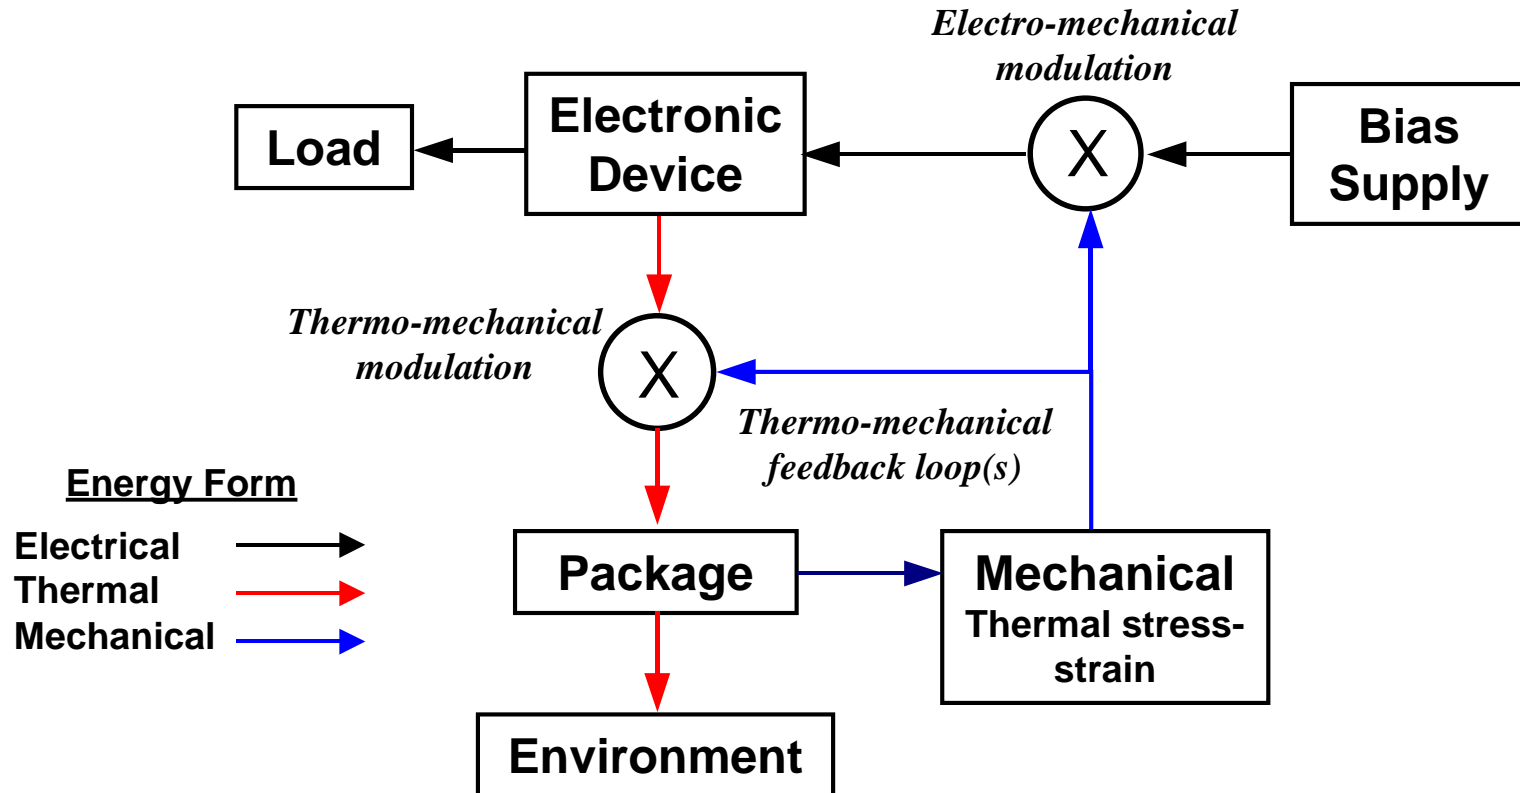 Electro-mechanical
modulation
Load
Electronic
Device
X
Bias
Supply
Thermo-mechanical
modulation
X
Thermo-mechanical
feedback loop(s)
Energy Form
Electrical
Thermal
Mechanical
Package
Mechanical
Thermal stress-
strain
Environment